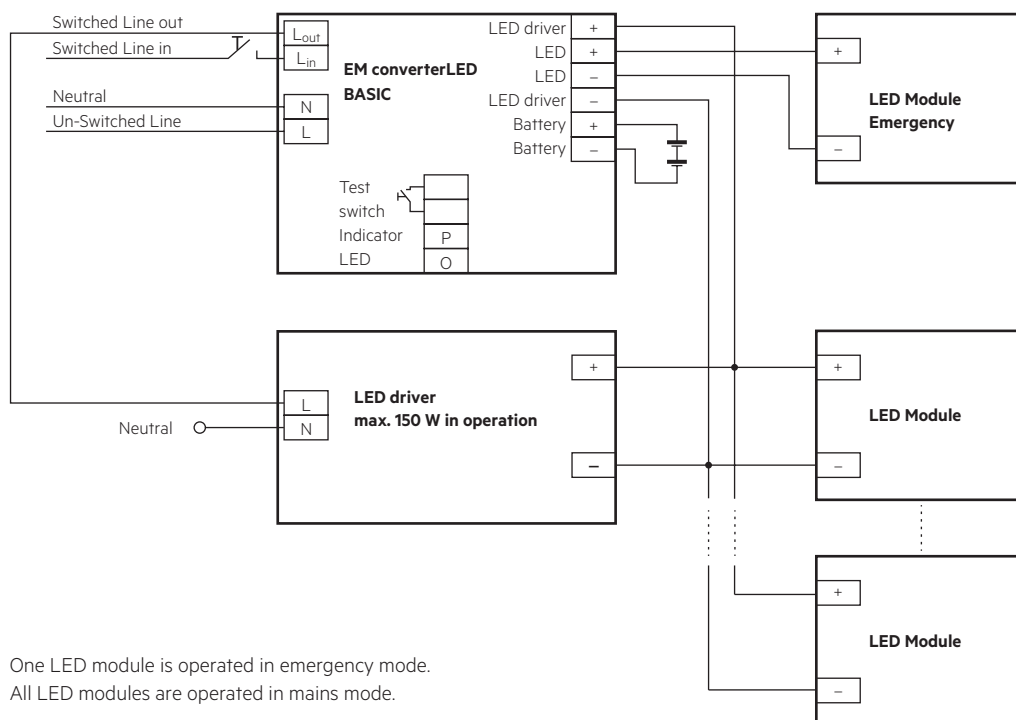 Switched Line out
Switched Line in
Neutral
Un-Switched Line
Lout
Lin
N
L
EM converterLED
BASIC
LED driver +
LED +
LED –
LED driver –
Battery +
Battery –
Test
switch
Indicator P
LED O
+
–
LED Module
Emergency
Neutral
L
N
LED driver
max. 150 W in operation
+
–
+
–
LED Module
+
–
LED Module
One LED module is operated in emergency mode.
All LED modules are operated in mains mode.